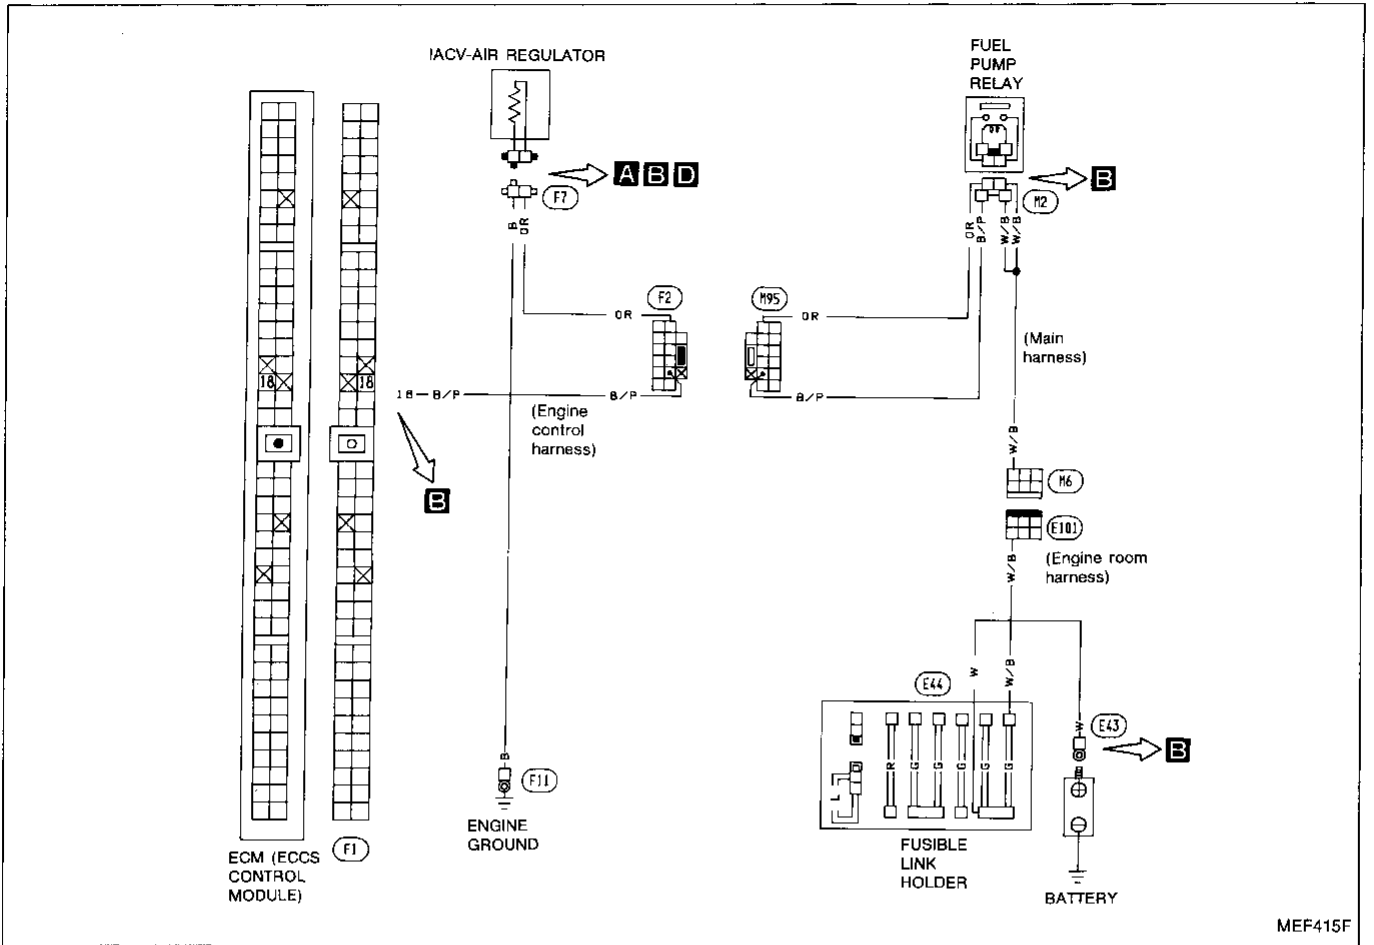 IACV-AIR REGULATOR
FUEL
PUMP
RELAY
A B D
F7
B
OR
B
M2
OR
B/P
W/B
W/B
F2
M95
OR
OR
(Main
harness)
18
18
18
B/P
B/P
B/P
(Engine
control
harness)
B
W/B
M6
E101
W/B
(Engine room
harness)
W
W/B
E44
W
E43
B
B
F11
R
G
G
G
G
G
L
ENGINE
GROUND
F1
ECM (ECCS
CONTROL
MODULE)
FUSIBLE
LINK
HOLDER
BATTERY
MEF415F